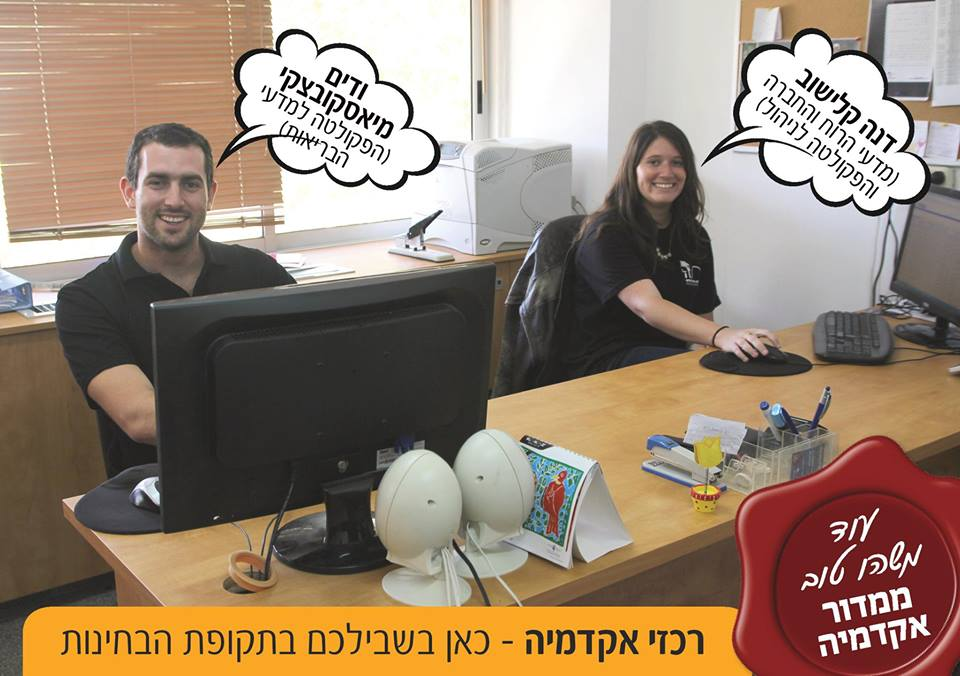 ודים
מיאסקובצקי
(הפקולטה למדעי
הבריאות)
דנה קלישוב
(מדעי הרוח והחברה
והפקולטה לניהול)
עוד
משהו טוב
ממדור
אקדמיה
רכזי אקדמיה - כאן בשבילכם בתקופת הבחינות